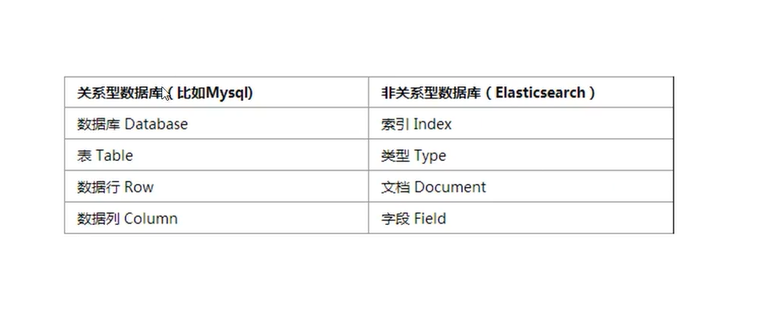 关系型数据库（比如Mysql) 非关系型数据库（Elasticsearch）
数据库 Database 索引 Index
表 Table 类型 Type
数据行 Row 文档 Document
数据列 Column 字段 Field